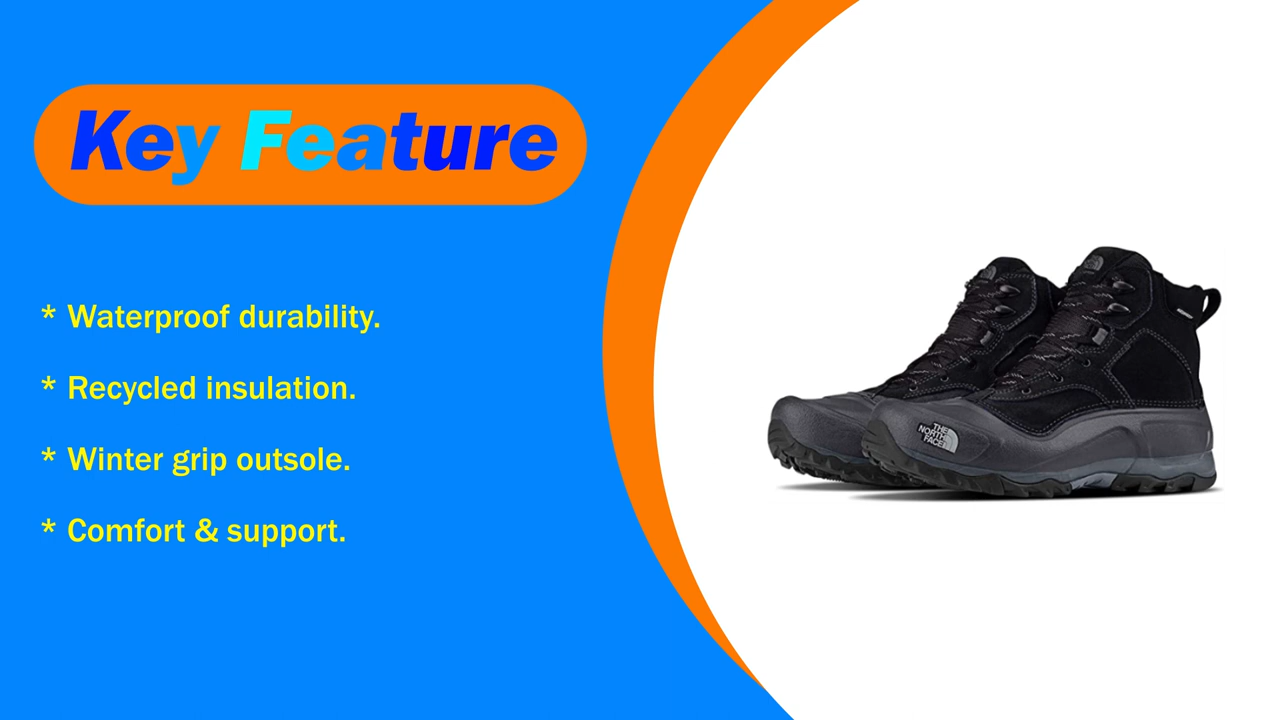 Key Feature
* Waterproof durability.
* Recycled insulation.
* Winter grip outsole.
* Comfort & support.
THE
NORTH
FACE